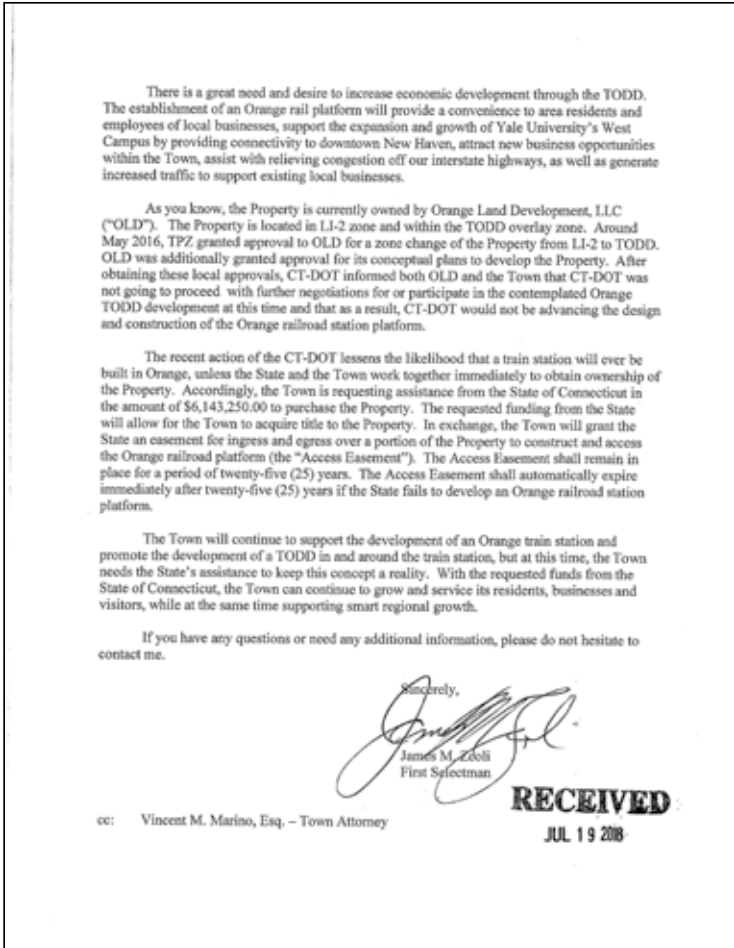 There is a great need and desire to increase economic development through the TODD.
The establishment of an Orange rail platform will provide a convenience to area residents and
employees of local businesses, support the expansion and growth of Yale University's West
Campus by providing connectivity to downtown New Haven, attract new business opportunities
within the Town, assist with relieving congestion off our interstate highways, as well as generate
increased traffic to support existing local businesses.
As you know, the Property is currently owned by Orange Land Development, LLC
("OLD"). The Property is located in LI-2 zone and within the TODD overlay zone. Around
May 2016, TPZ granted approval to OLD for a zone change of the Property from LI-2 to TODD.
OLD was additionally granted approval for its conceptual plans to develop the Property. After
obtaining these local approvals, CT-DOT informed both OLD and the Town that CT-DOT was
not going to proceed with further negotiations for or participate in the contemplated Orange
TODD development at this time and that as a result, CT-DOT would not be advancing the design
and construction of the Orange railroad station platform.
The recent action of the CT-DOT lessens the likelihood that a train station will ever be
built in Orange, unless the State and the Town work together immediately to obtain ownership of
the Property. Accordingly, the Town is requesting assistance from the State of Connecticut in
the amount of $6,143,250.00 to purchase the Property. The requested funding from the State
will allow for the Town to acquire title to the Property. In exchange, the Town will grant the
State an easement for ingress and egress over a portion of the Property to construct and access
the Orange railroad platform (the "Access Easement"). The Access Easement shall remain in
place for a period of twenty-five (25) years. The Access Easement shall automatically expire
immediately after twenty-five (25) years if the State fails to develop an Orange railroad station
platform.
The Town will continue to support the development of an Orange train station and
promote the development of a TODD in and around the train station, but at this time, the Town
needs the State's assistance to keep this concept a reality. With the requested funds from the
State of Connecticut, the Town can continue to grow and service its residents, businesses and
visitors, while at the same time supporting smart regional growth.
If you have any questions or need any additional information, please do not hesitate to
contact me.
Sincerely,
James M. Zeoli
First Selectman
RECEIVED
JUL 19 2018
cc: Vincent M. Marino, Esq. – Town Attorney